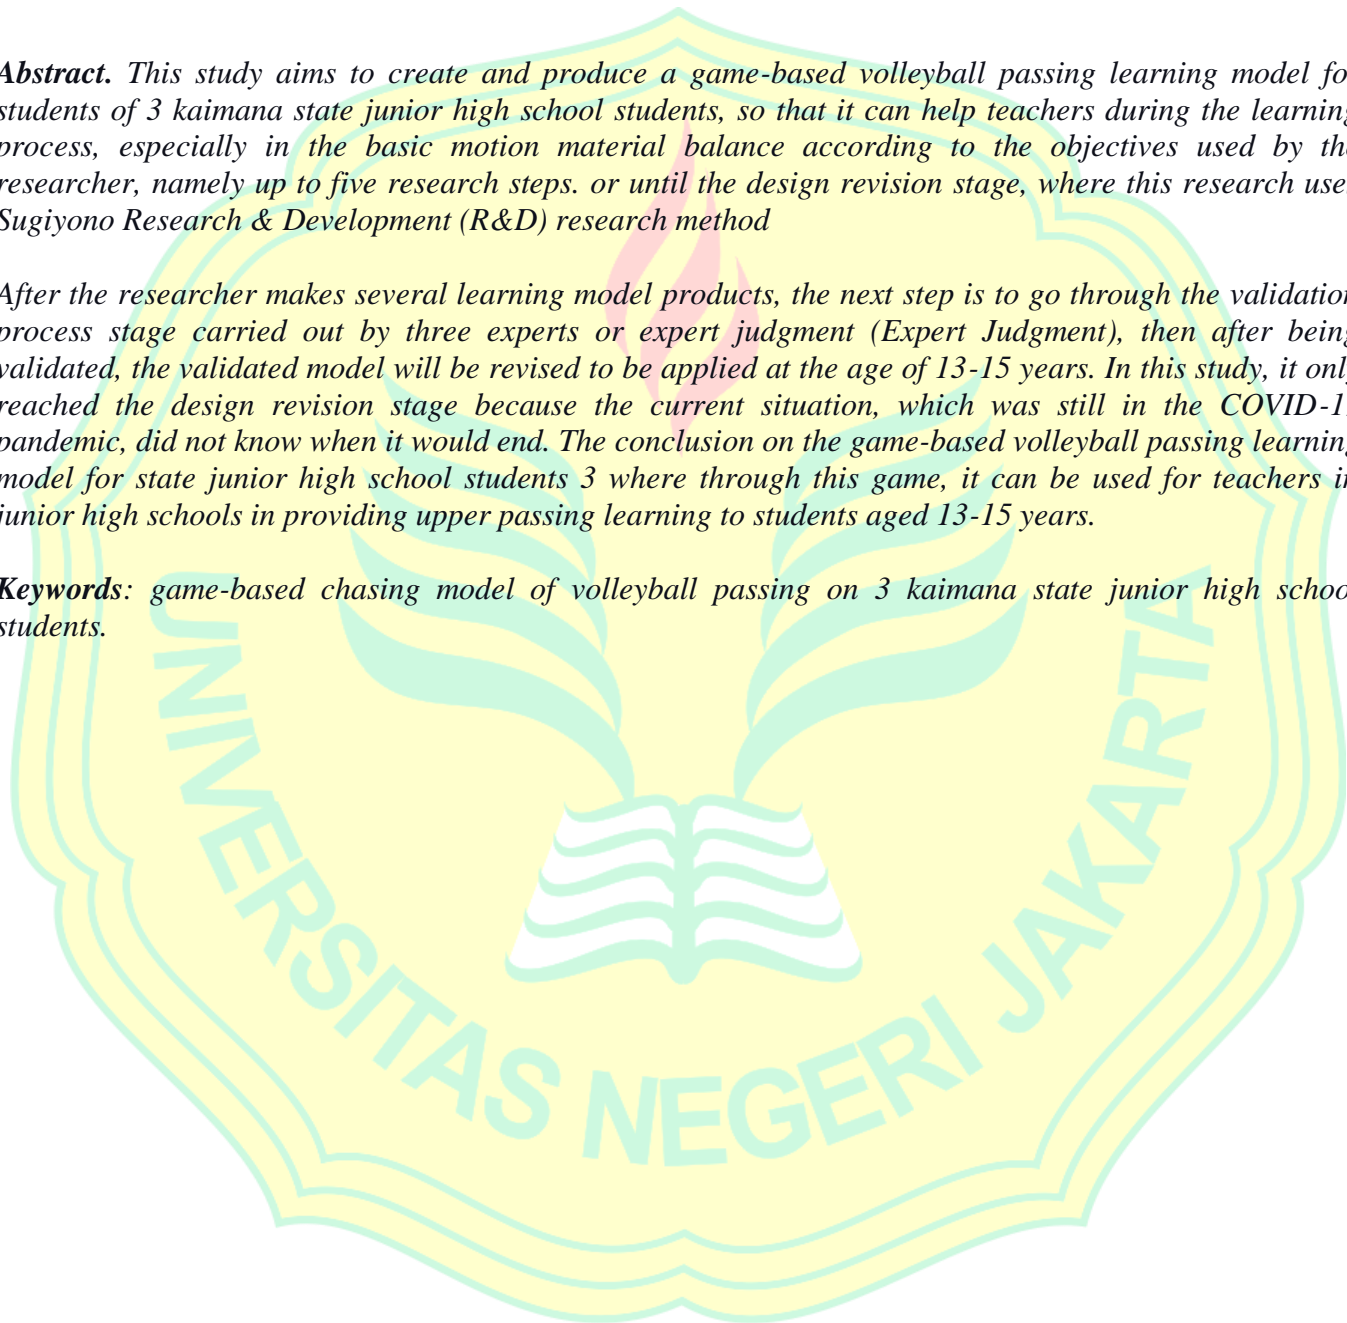 Abstract. This study aims to create and produce a game-based volleyball passing learning model fo
students of 3 kaimana state junior high school students, so that it can help teachers during the learning
process, especially in the basic motion material balance according to the objectives used by th
researcher, namely up to five research steps. or until the design revision stage, where this research use
Sugiyono Research & Development (R&D) research method
After the researcher makes several learning model products, the next step is to go through the validation
process stage carried out by three experts or expert judgment (Expert Judgment), then after being
validated, the validated model will be revised to be applied at the age of 13-15 years. In this study, it only
reached the design revision stage because the current situation, which was still in the COVID-1
pandemic, did not know when it would end. The conclusion on the game-based volleyball passing learning
model for state junior high school students 3 where through this game, it can be used for teachers in
junior high schools in providing upper passing learning to students aged 13-15 years.
Keywords: game-based chasing model of volleyball passing on 3 kaimana state junior high schoo
students.
UNIVERSITAS NEGERI JAKARTA